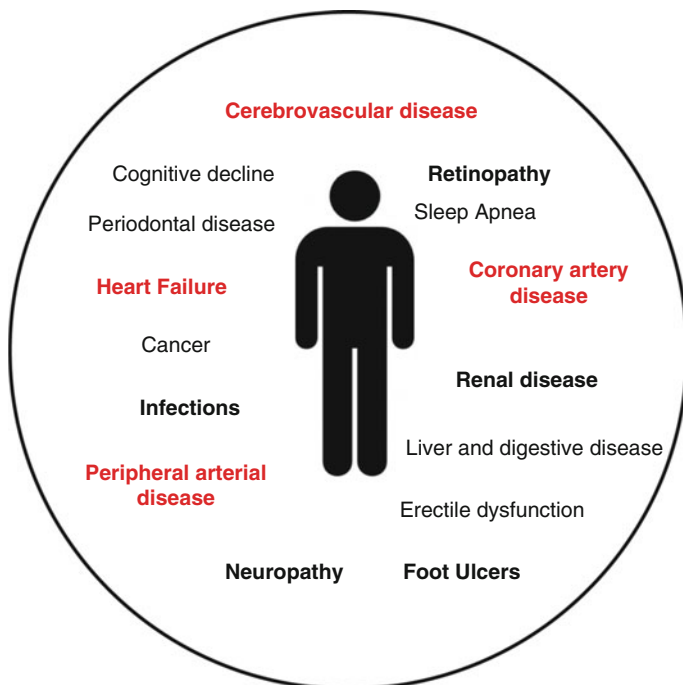 Cerebrovascular disease
Cognitive decline
Retinopathy
Periodontal disease
Sleep Apnea
Heart Failure
Coronary artery
disease
Cancer
Renal disease
Infections
Liver and digestive disease
Peripheral arterial
disease
Erectile dysfunction
Neuropathy
Foot Ulcers